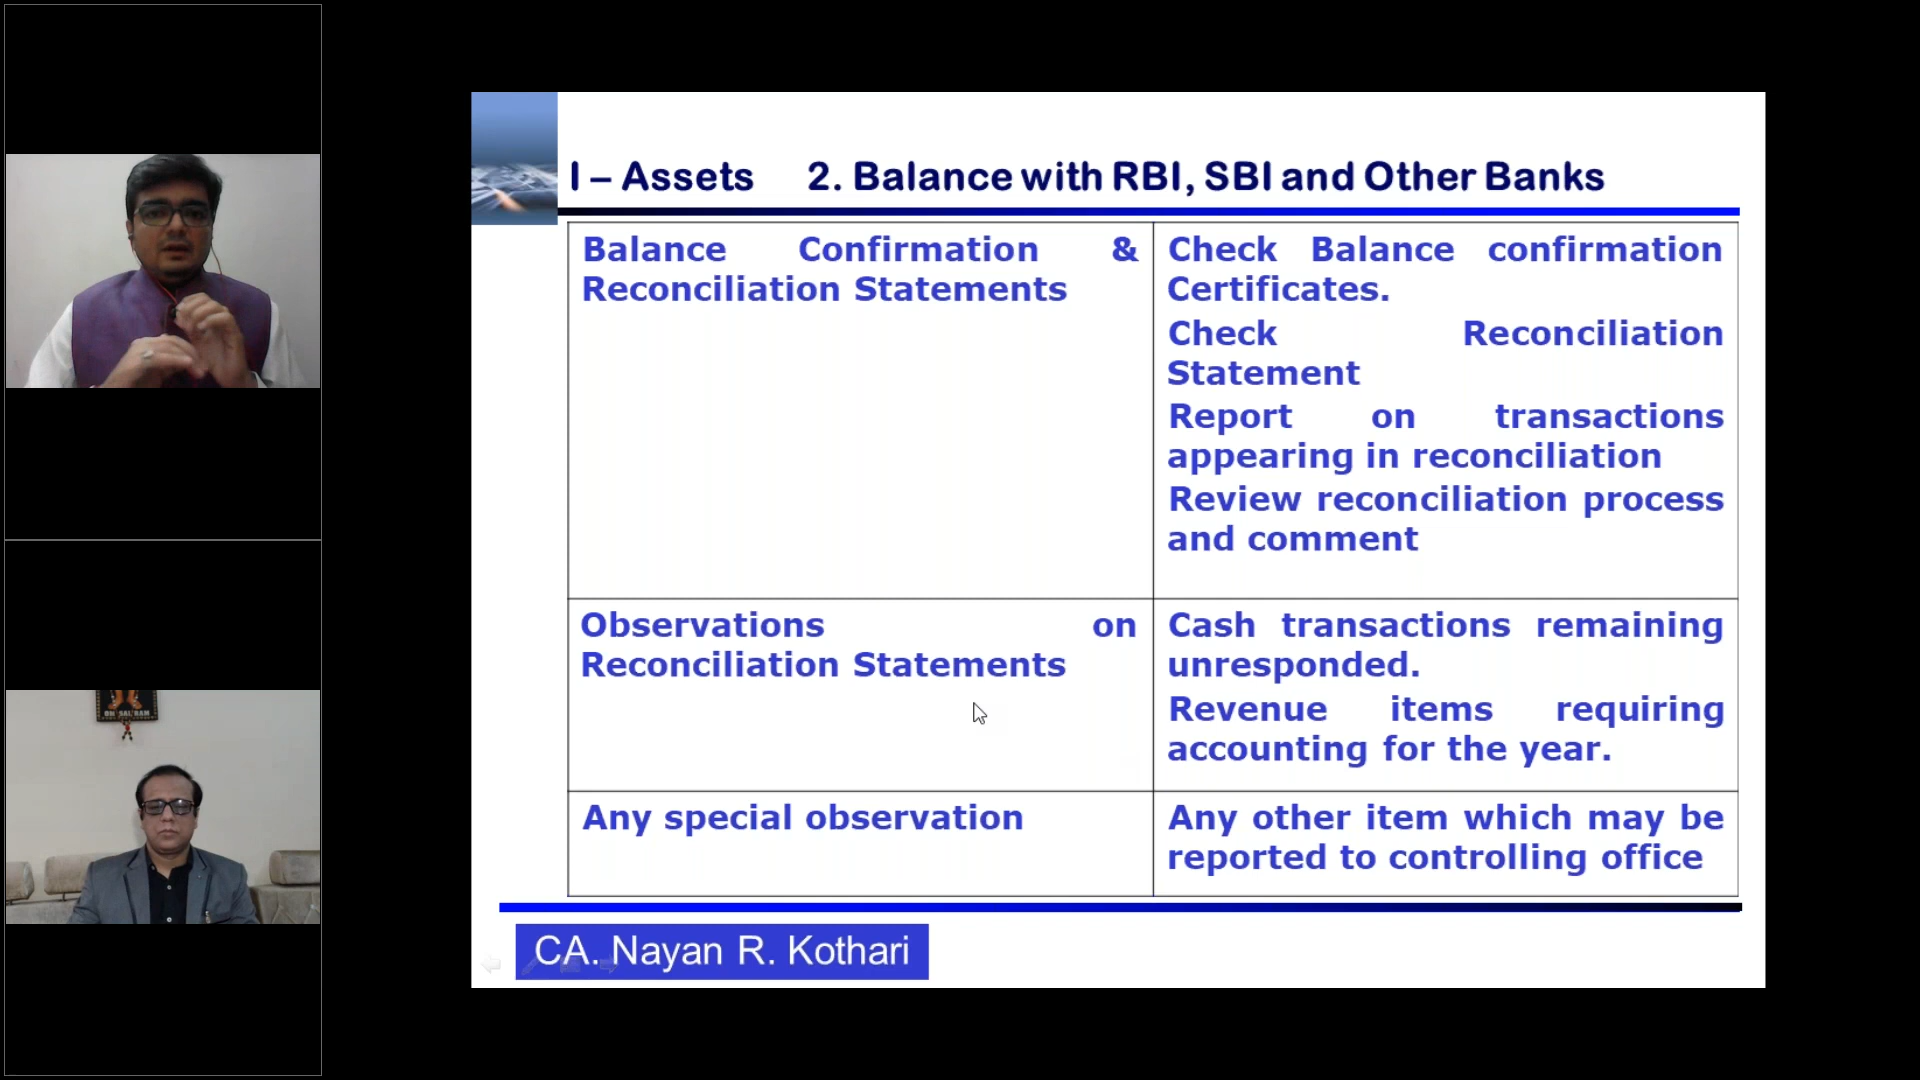 I – Assets 2. Balance with RBI, SBI and Other Banks
Balance Confirmation &
Reconciliation Statements
Check Balance confirmation
Certificates.
Check Reconciliation
Statement
Report on transactions
appearing in reconciliation
Review reconciliation process
and comment
Observations on
Reconciliation Statements
Cash transactions remaining
unresponded.
Revenue items requiring
accounting for the year.
Any special observation
Any other item which may be
reported to controlling office
CA. Nayan R. Kothari